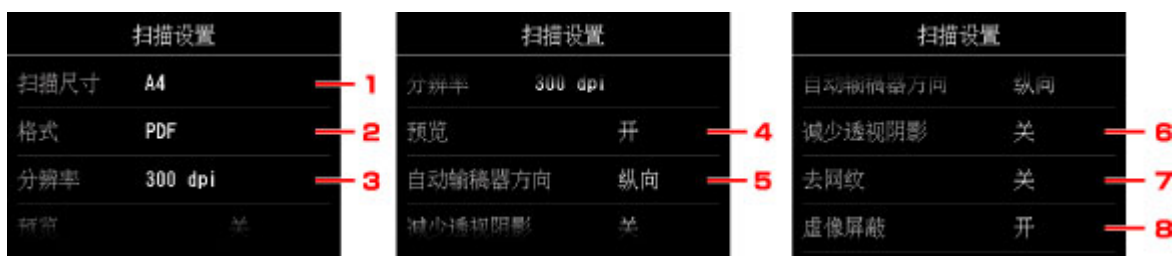 扫描设置
扫描尺寸 A4 1
格式 PDF 2
分辨率 300 dpi 3
预览 关
扫描设置
分辨率 300 dpi
预览 开 4
自动输稿器方向 纵向 5
减少透视阴影 关
扫描设置
自动输稿器方向 纵向
减少透视阴影 关 6
去网纹 关 7
虚像屏蔽 开 8